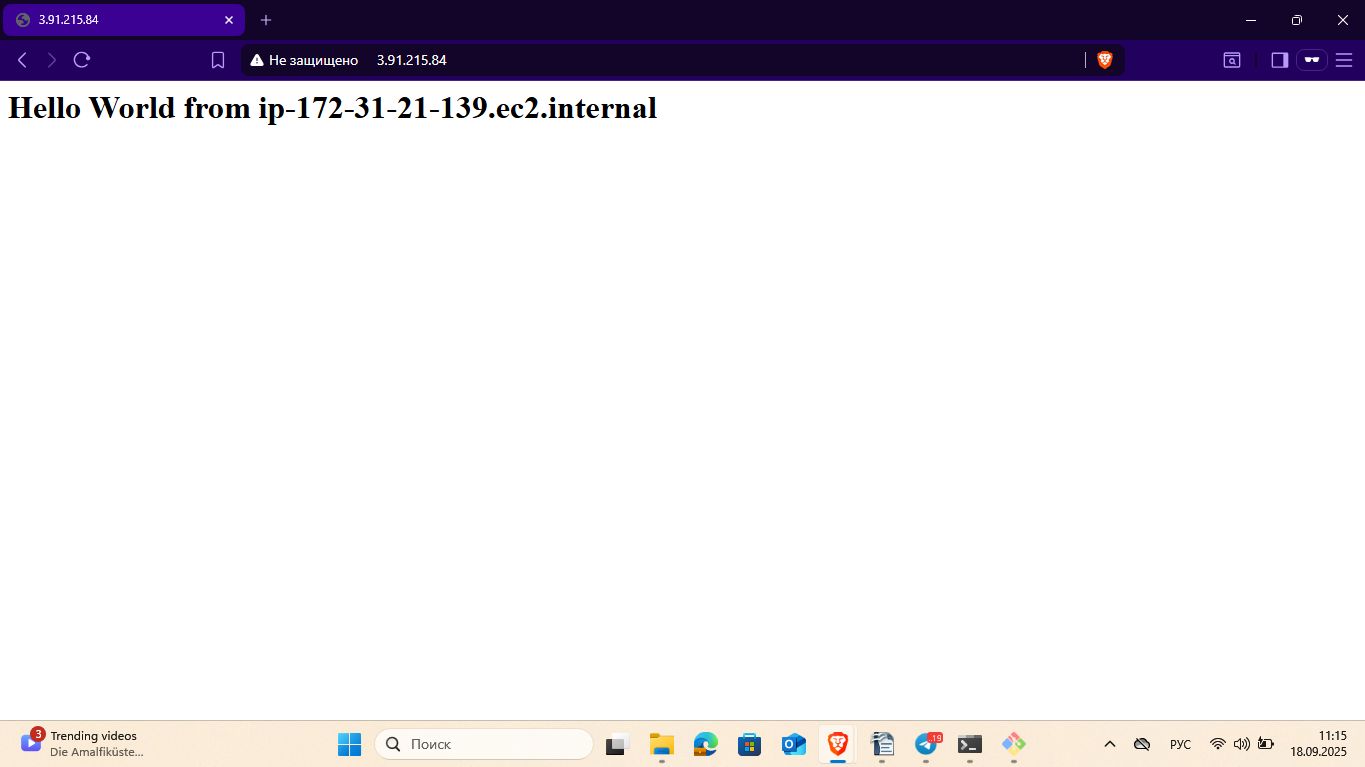 3.91.215.84
Не защищено 3.91.215.84
Hello World from ip-172-31-21-139.ec2.internal
3
Trending videos
Die Amalfiküste...
Поиск
19
РУС
11:15
18.09.2025